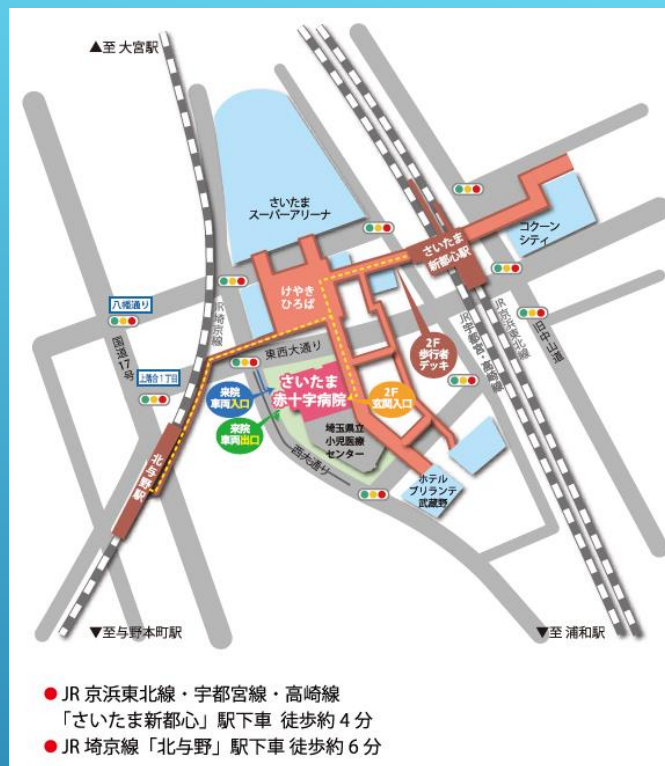 ▲至 大宮駅
さいたま
スーパーアリーナ
コクーン
シティ
さいたま
新都心駅
けやき
ひろば
八幡通り
国道17号
JR埼京線
上落合1丁目
東西大通り
2F
歩行者
デッキ
JR宇都宮・高崎線
JR京浜東北線
旧中山道
来院
車両入口
さいたま
赤十字病院
2F
玄関入口
来院
車両出口
埼玉県立
小児医療
センター
西大通り
北与野駅
ホテル
ブリランテ
武蔵野
▼至与野本町駅
▼至 浦和駅
● JR 京浜東北線・宇都宮線・高崎線
「さいたま新都心」駅下車 徒歩約 4 分
● JR 埼京線「北与野」駅下車 徒歩約 6 分